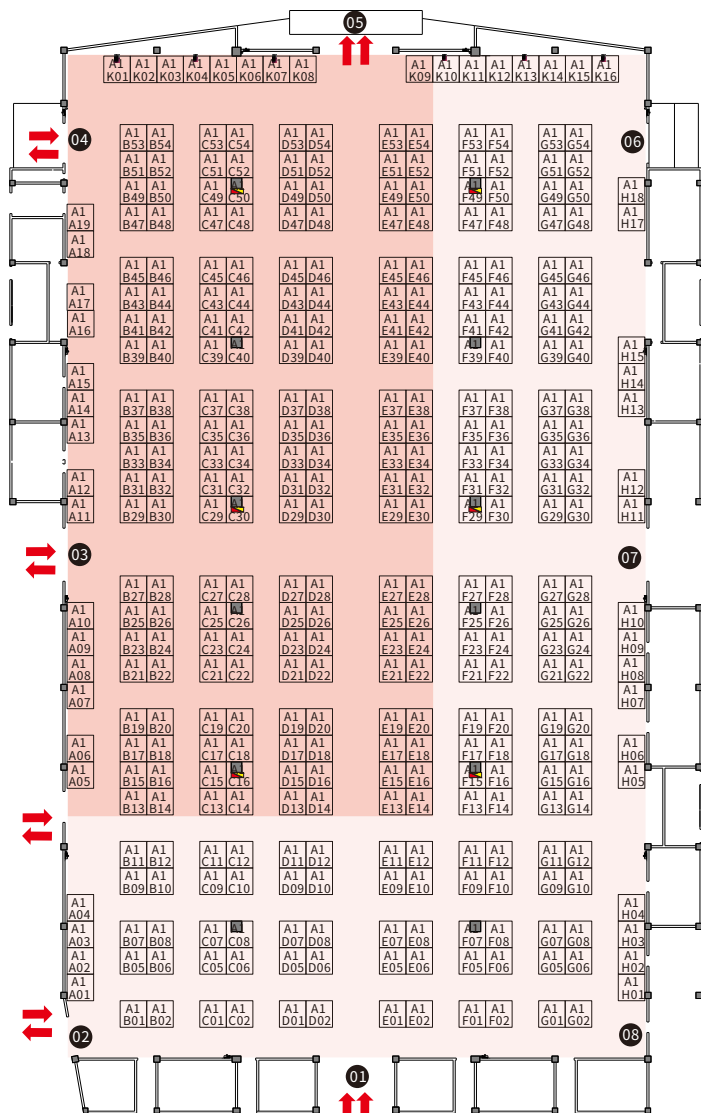 05
A1 K01 A1 K02 A1 K03 A1 K04 A1 K05 A1 K06 A1 K07 A1 K08 A1 K09 A1 K10 A1 K11 A1 K12 A1 K13 A1 K14 A1 K15 A1 K16
04 06
A1 B53 A1 B54 A1 C53 A1 C54 A1 D53 A1 D54 A1 E53 A1 E54 A1 F53 A1 F54 A1 G53 A1 G54
A1 B51 A1 B52 A1 C51 A1 C52 A1 D51 A1 D52 A1 E51 A1 E52 A1 F51 A1 F52 A1 G51 A1 G52
A1 B49 A1 B50 A1 C49 A1 C50 A1 D49 A1 D50 A1 E49 A1 E50 A1 F49 A1 F50 A1 G49 A1 G50 A1 H18
A1 A19 A1 B47 A1 B48 A1 C47 A1 C48 A1 D47 A1 D48 A1 E47 A1 E48 A1 F47 A1 F48 A1 G47 A1 G48 A1 H17
A1 A18
A1 B45 A1 B46 A1 C45 A1 C46 A1 D45 A1 D46 A1 E45 A1 E46 A1 F45 A1 F46 A1 G45 A1 G46
A1 A17 A1 B43 A1 B44 A1 C43 A1 C44 A1 D43 A1 D44 A1 E43 A1 E44 A1 F43 A1 F44 A1 G43 A1 G44
A1 A16 A1 B41 A1 B42 A1 C41 A1 C42 A1 D41 A1 D42 A1 E41 A1 E42 A1 F41 A1 F42 A1 G41 A1 G42
A1 B39 A1 B40 A1 C39 A1 C40 A1 D39 A1 D40 A1 E39 A1 E40 A1 F39 A1 F40 A1 G39 A1 G40 A1 H15
A1 A15 A1 H14
A1 A14 A1 B37 A1 B38 A1 C37 A1 C38 A1 D37 A1 D38 A1 E37 A1 E38 A1 F37 A1 F38 A1 G37 A1 G38 A1 H13
A1 A13 A1 B35 A1 B36 A1 C35 A1 C36 A1 D35 A1 D36 A1 E35 A1 E36 A1 F35 A1 F36 A1 G35 A1 G36
A1 B33 A1 B34 A1 C33 A1 C34 A1 D33 A1 D34 A1 E33 A1 E34 A1 F33 A1 F34 A1 G33 A1 G34
A1 A12 A1 B31 A1 B32 A1 C31 A1 C32 A1 D31 A1 D32 A1 E31 A1 E32 A1 F31 A1 F32 A1 G31 A1 G32 A1 H12
A1 A11 A1 B29 A1 B30 A1 C29 A1 C30 A1 D29 A1 D30 A1 E29 A1 E30 A1 F29 A1 F30 A1 G29 A1 G30 A1 H11
03 07
A1 B27 A1 B28 A1 C27 A1 C28 A1 D27 A1 D28 A1 E27 A1 E28 A1 F27 A1 F28 A1 G27 A1 G28
A1 A10 A1 B25 A1 B26 A1 C25 A1 C26 A1 D25 A1 D26 A1 E25 A1 E26 A1 F25 A1 F26 A1 G25 A1 G26 A1 H10
A1 A09 A1 B23 A1 B24 A1 C23 A1 C24 A1 D23 A1 D24 A1 E23 A1 E24 A1 F23 A1 F24 A1 G23 A1 G24 A1 H09
A1 A08 A1 B21 A1 B22 A1 C21 A1 C22 A1 D21 A1 D22 A1 E21 A1 E22 A1 F21 A1 F22 A1 G21 A1 G22 A1 H08
A1 A07 A1 H07
A1 B19 A1 B20 A1 C19 A1 C20 A1 D19 A1 D20 A1 E19 A1 E20 A1 F19 A1 F20 A1 G19 A1 G20
A1 A06 A1 B17 A1 B18 A1 C17 A1 C18 A1 D17 A1 D18 A1 E17 A1 E18 A1 F17 A1 F18 A1 G17 A1 G18 A1 H06
A1 A05 A1 B15 A1 B16 A1 C15 A1 C16 A1 D15 A1 D16 A1 E15 A1 E16 A1 F15 A1 F16 A1 G15 A1 G16 A1 H05
A1 B13 A1 B14 A1 C13 A1 C14 A1 D13 A1 D14 A1 E13 A1 E14 A1 F13 A1 F14 A1 G13 A1 G14
A1 B11 A1 B12 A1 C11 A1 C12 A1 D11 A1 D12 A1 E11 A1 E12 A1 F11 A1 F12 A1 G11 A1 G12
A1 B09 A1 B10 A1 C09 A1 C10 A1 D09 A1 D10 A1 E09 A1 E10 A1 F09 A1 F10 A1 G09 A1 G10
A1 A04 A1 H04
A1 A03 A1 B07 A1 B08 A1 C07 A1 C08 A1 D07 A1 D08 A1 E07 A1 E08 A1 F07 A1 F08 A1 G07 A1 G08 A1 H03
A1 A02 A1 B05 A1 B06 A1 C05 A1 C06 A1 D05 A1 D06 A1 E05 A1 E06 A1 F05 A1 F06 A1 G05 A1 G06 A1 H02
A1 A01 A1 H01
A1 B01 A1 B02 A1 C01 A1 C02 A1 D01 A1 D02 A1 E01 A1 E02 A1 F01 A1 F02 A1 G01 A1 G02
02 08
01